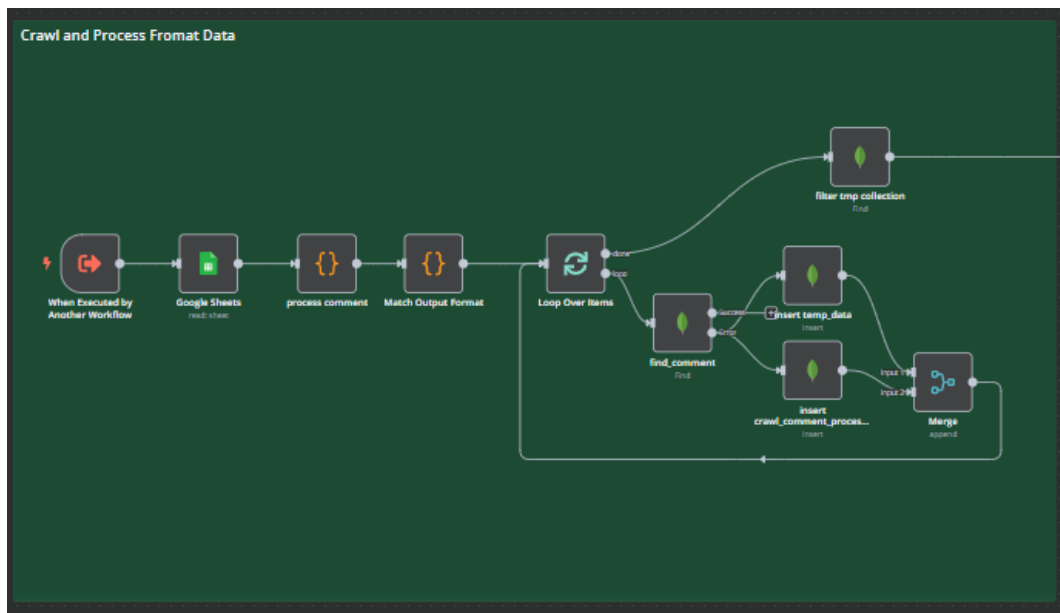 Crawl and Process Fromat Data
filter tmp collection
Find
When Executed by
Another Workflow
Google Sheets
read: sheet
process comment
Match Output Format
Loop Over Items
done
loop
find_comment
Find
Success
Error
insert temp_data
insert
insert
crawl_comment_proces...
insert
Input 1
Input 2
Merge
append